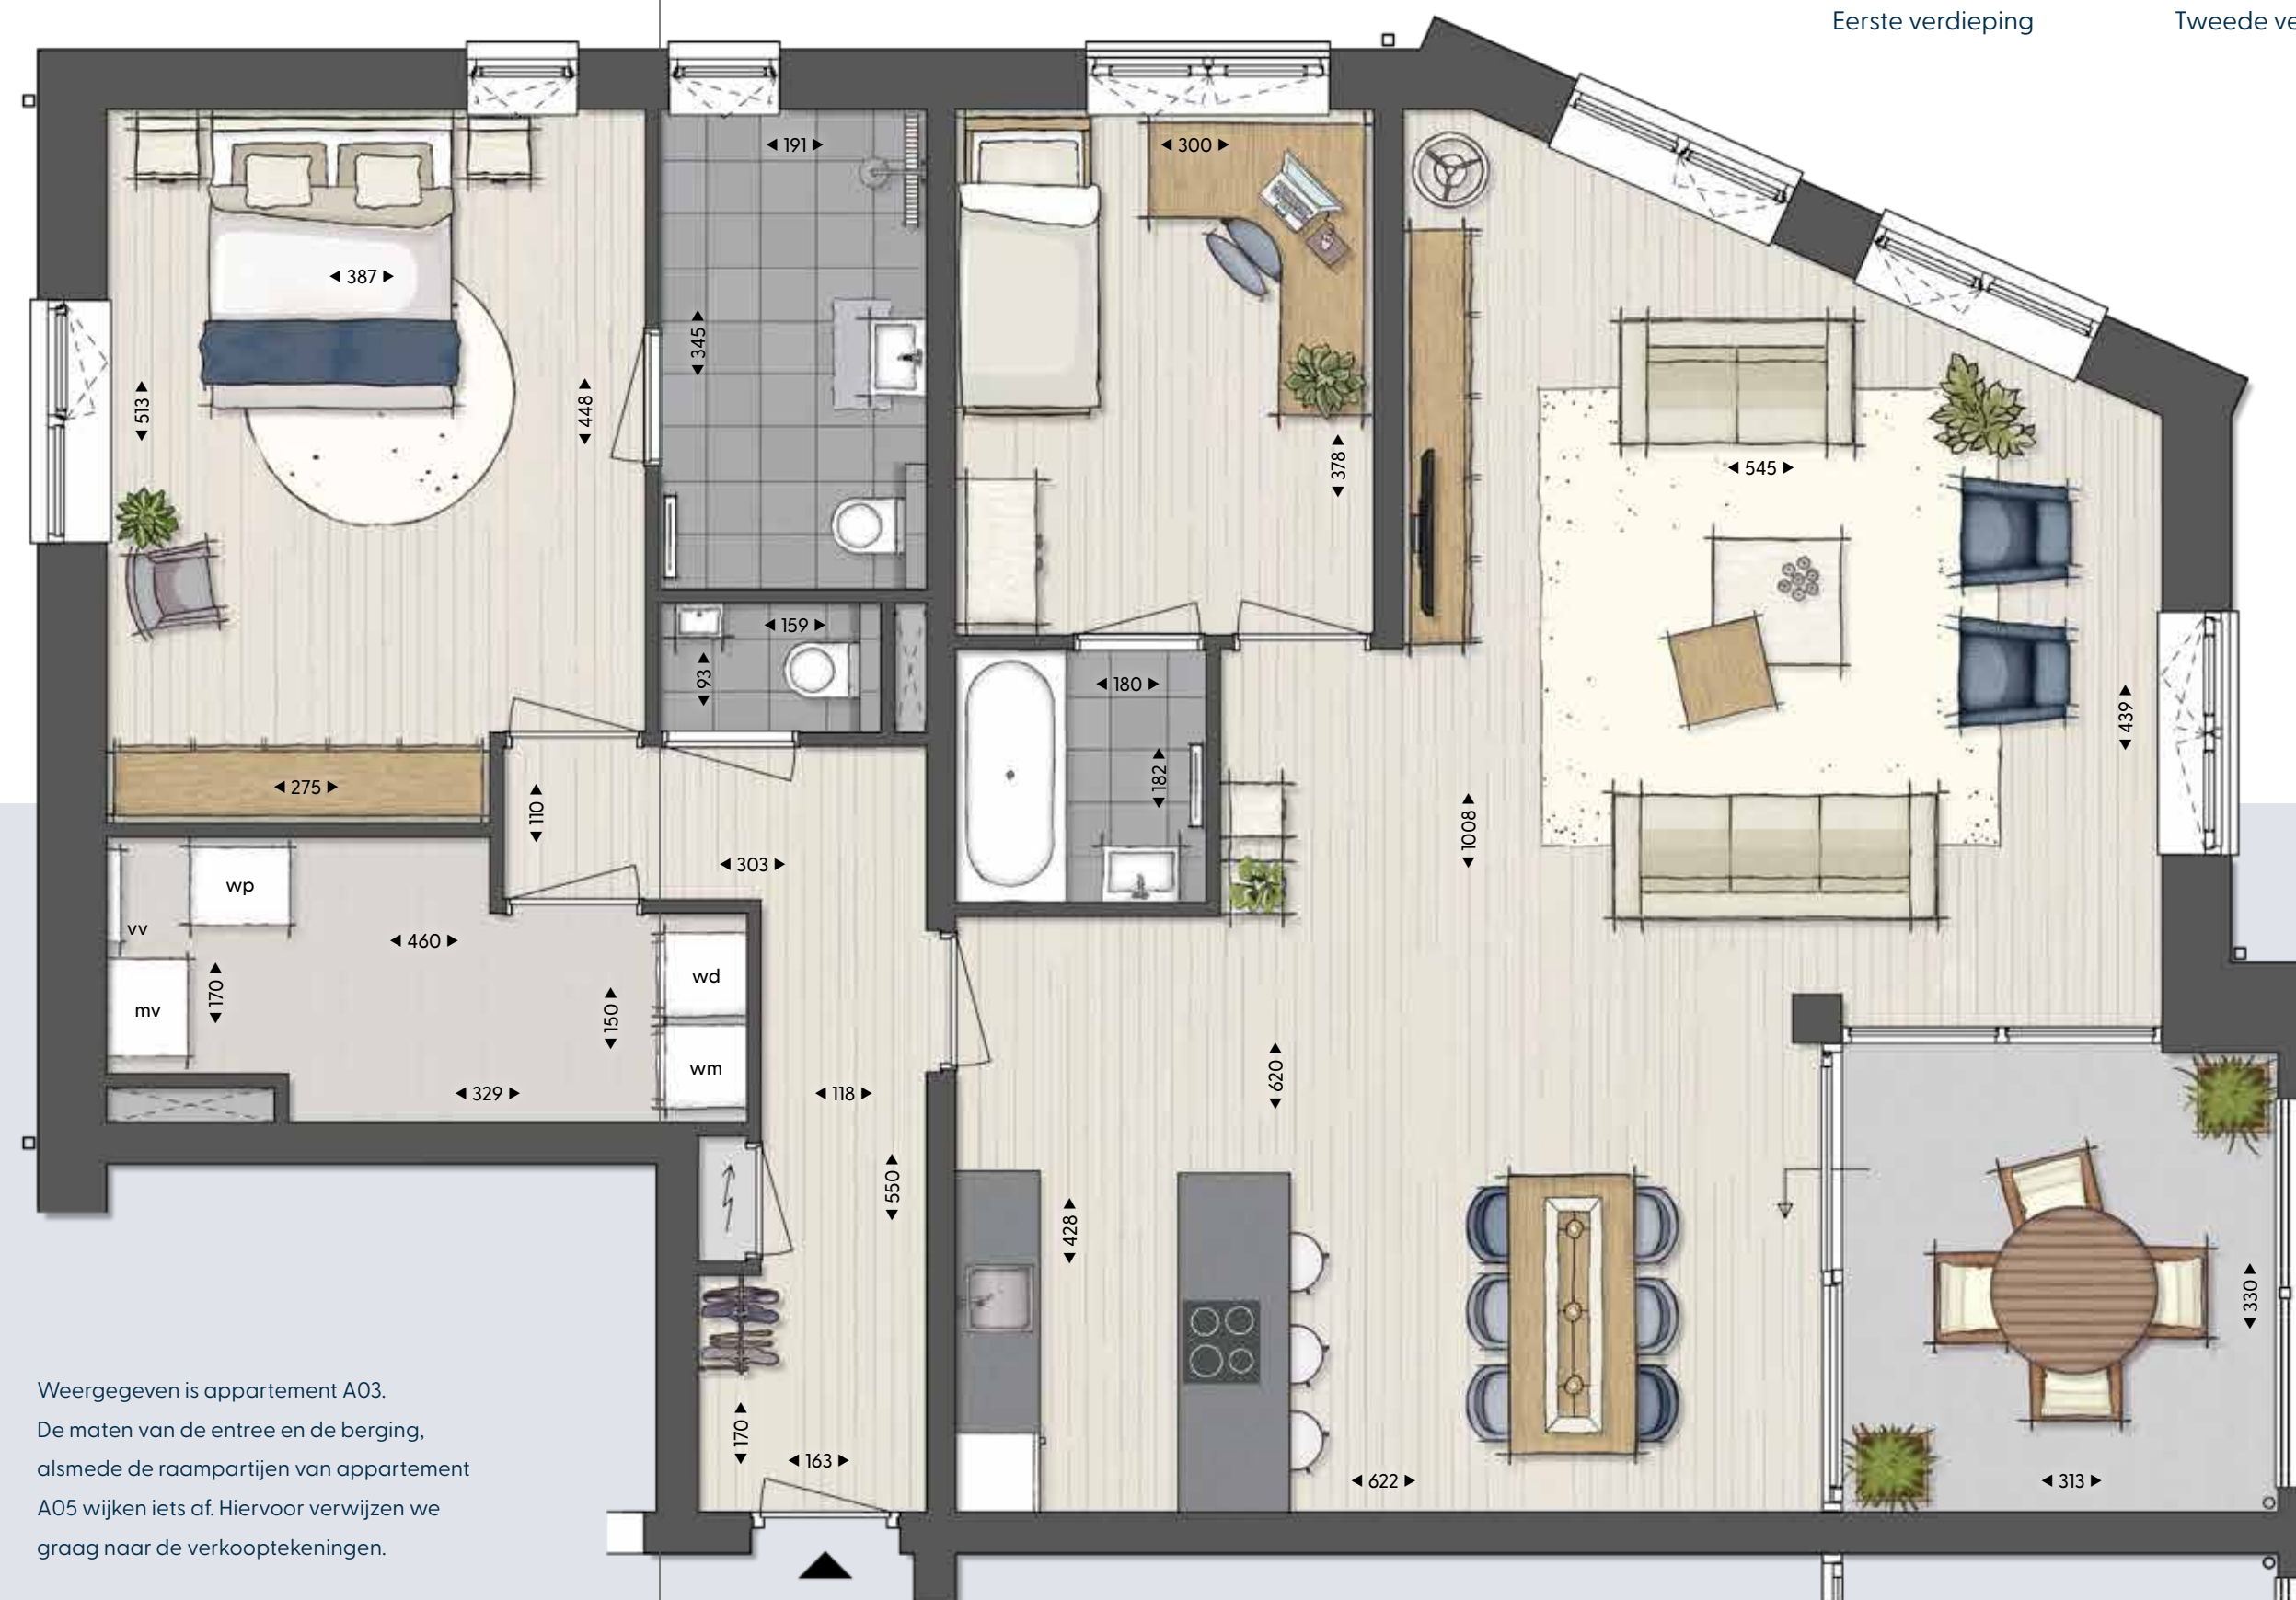 Eerste verdieping
Tweede ve
191
300
387
345
513
448
378
545
159
93
180
439
182
275
110
1008
303
wp
vv
460
wd
170
mv
150
wm
620
329
118
550
428
330
Weergegeven is appartement A03.
De maten van de entree en de berging,
alsmede de raampartijen van appartement
A05 wijken iets af. Hiervoor verwijzen we
graag naar de verkooptekeningen.
170
163
622
313